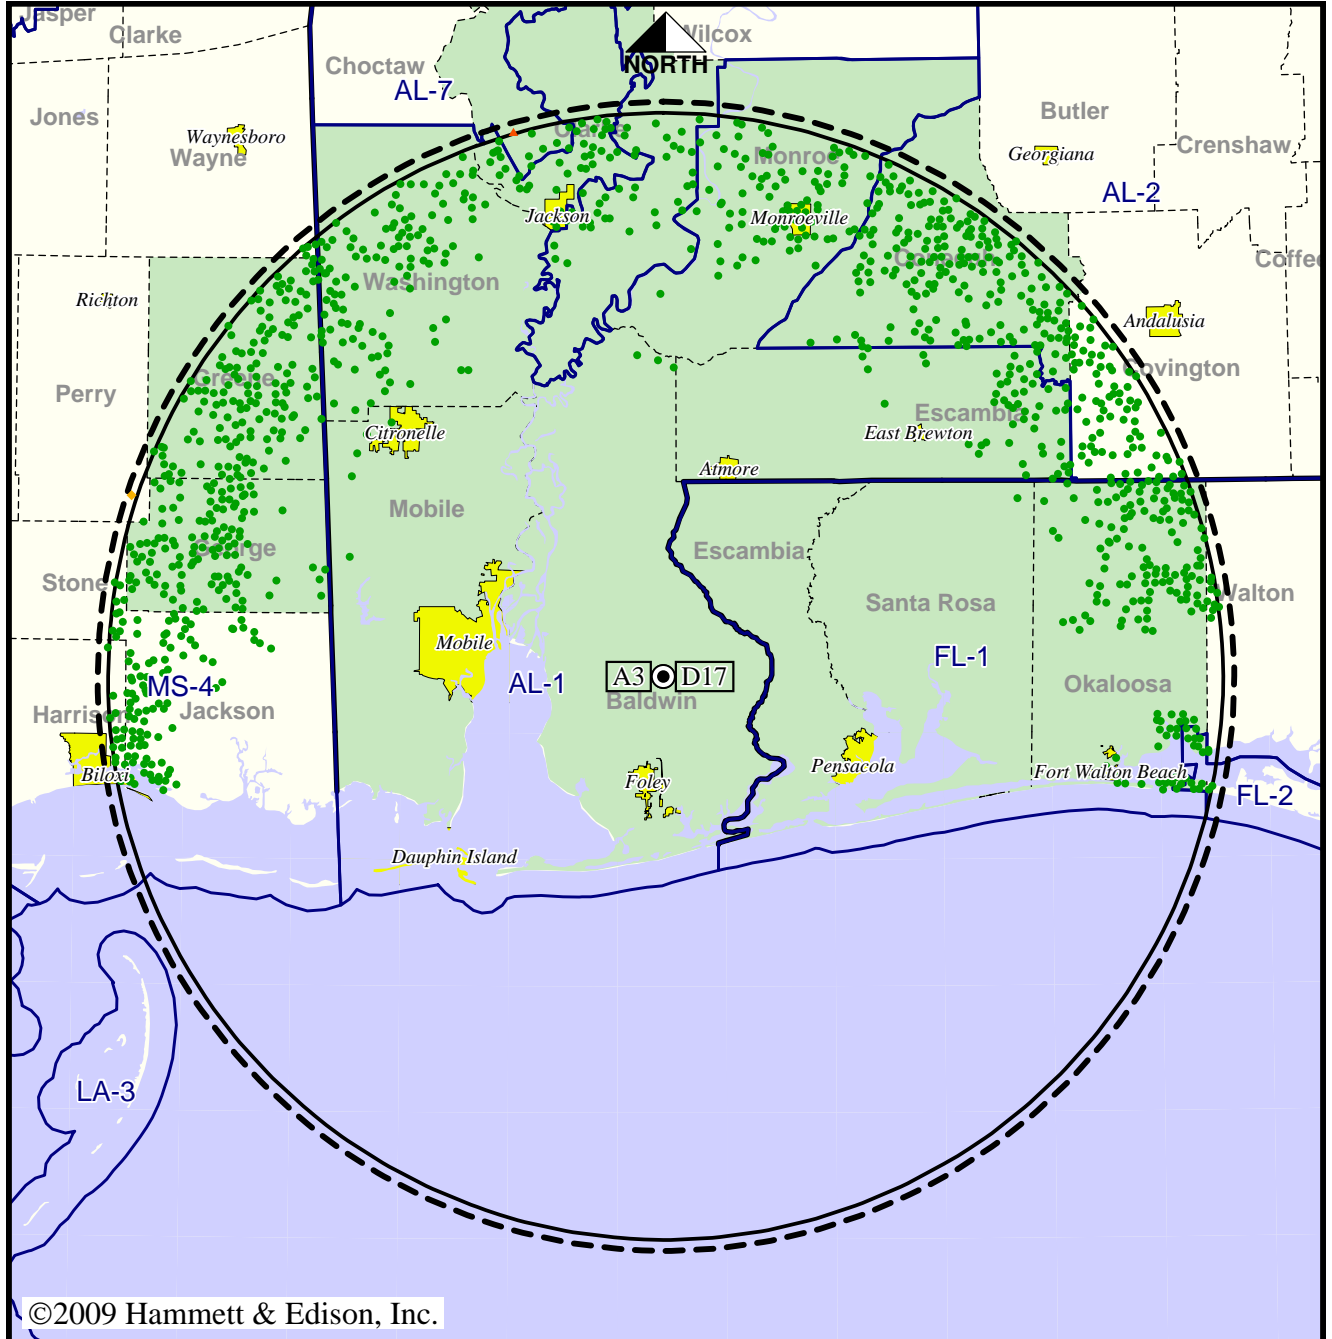 Jasper
Clarke
Wilcox
NORTH
Choctaw
AL-7
Jones
Waynesboro
Wayne
Clarke
Monroe
Butler
Georgiana
Crenshaw
AL-2
Jackson
Monroeville
Conecuh
Coffee
Washington
Richton
Andalusia
Perry
Greene
Covington
Citronelle
Escambia
East Brewton
Atmore
Mobile
George
Escambia
Stone
Santa Rosa
Walton
Mobile
FL-1
MS-4
AL-1
A3
D17
Okaloosa
Harrison
Jackson
Baldwin
Biloxi
Foley
Pensacola
Fort Walton Beach
FL-2
Dauphin Island
LA-3
©2009 Hammett & Edison, Inc.